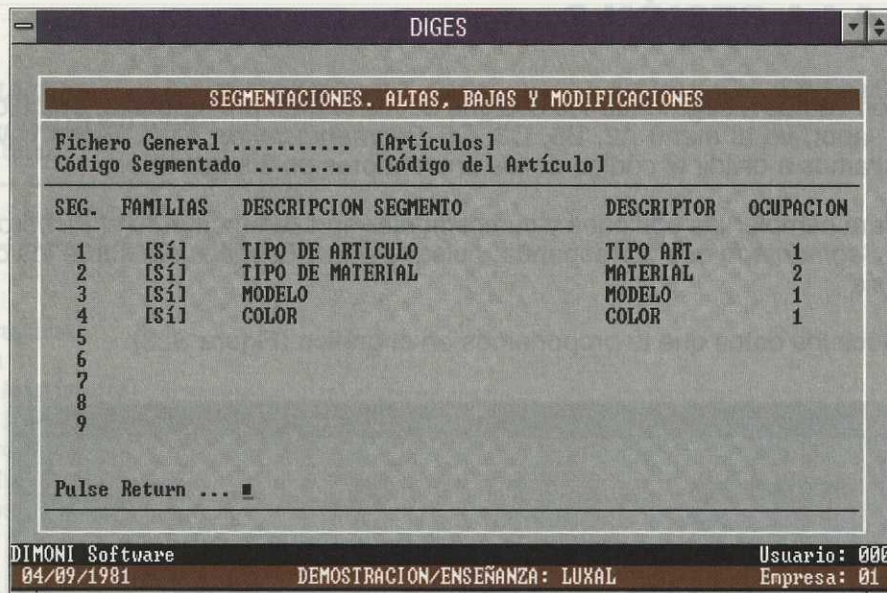 DIGES
SEGMENTACIONES. ALTAS, BAJAS Y MODIFICACIONES
Fichero General ........... [Artículos]
Código Segmentado ......... [Código del Artículo]
SEG. FAMILIAS DESCRIPCION SEGMENTO DESCRIPTOR OCUPACION
1 [Sí] TIPO DE ARTICULO TIPO ART. 1
2 [Sí] TIPO DE MATERIAL MATERIAL 2
3 [Sí] MODELO MODELO 1
4 [Sí] COLOR COLOR 1
5
6
7
8
9
Pulse Return ...
DIMONI Software Usuario: 000
04/09/1981 DEMOSTRACION/ENSEÑANZA: LUXAL Empresa: 01